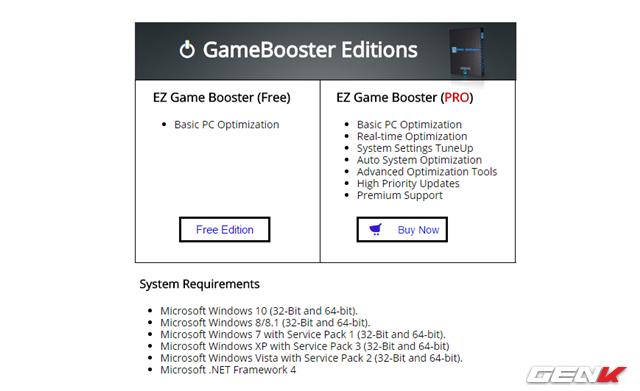 GameBooster Editions
EZ Game Booster (Free)
Basic PC Optimization
Free Edition
EZ Game Booster (PRO)
Basic PC Optimization
Real-time Optimization
System Settings TuneUp
Auto System Optimization
Advanced Optimization Tools
High Priority Updates
Premium Support
Buy Now
System Requirements
Microsoft Windows 10 (32-Bit and 64-bit).
Microsoft Windows 8/8.1 (32-Bit and 64-bit).
Microsoft Windows 7 with Service Pack 1 (32-Bit and 64-bit).
Microsoft Windows XP with Service Pack 3 (32-Bit and 64-bit)
Microsoft Windows Vista with Service Pack 2 (32-Bit and 64-bit).
Microsoft .NET Framework 4
GENK